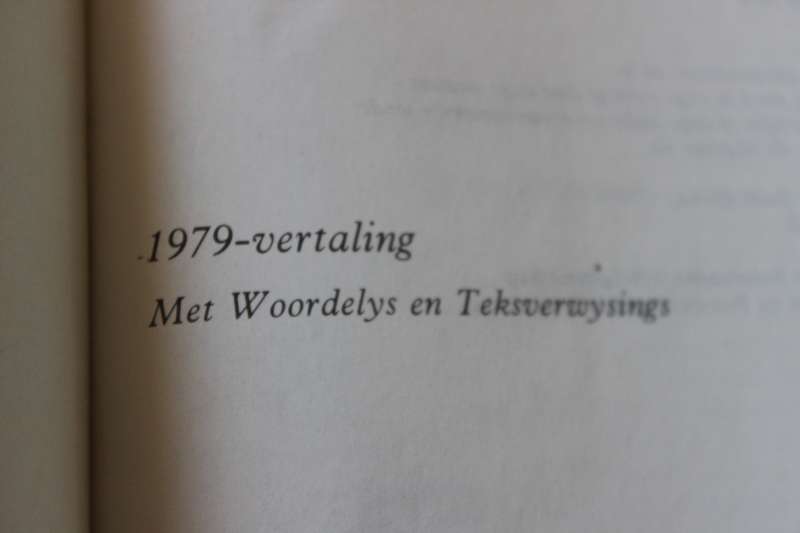 1979-vertaling
Met Woordelys en Teksverwysings